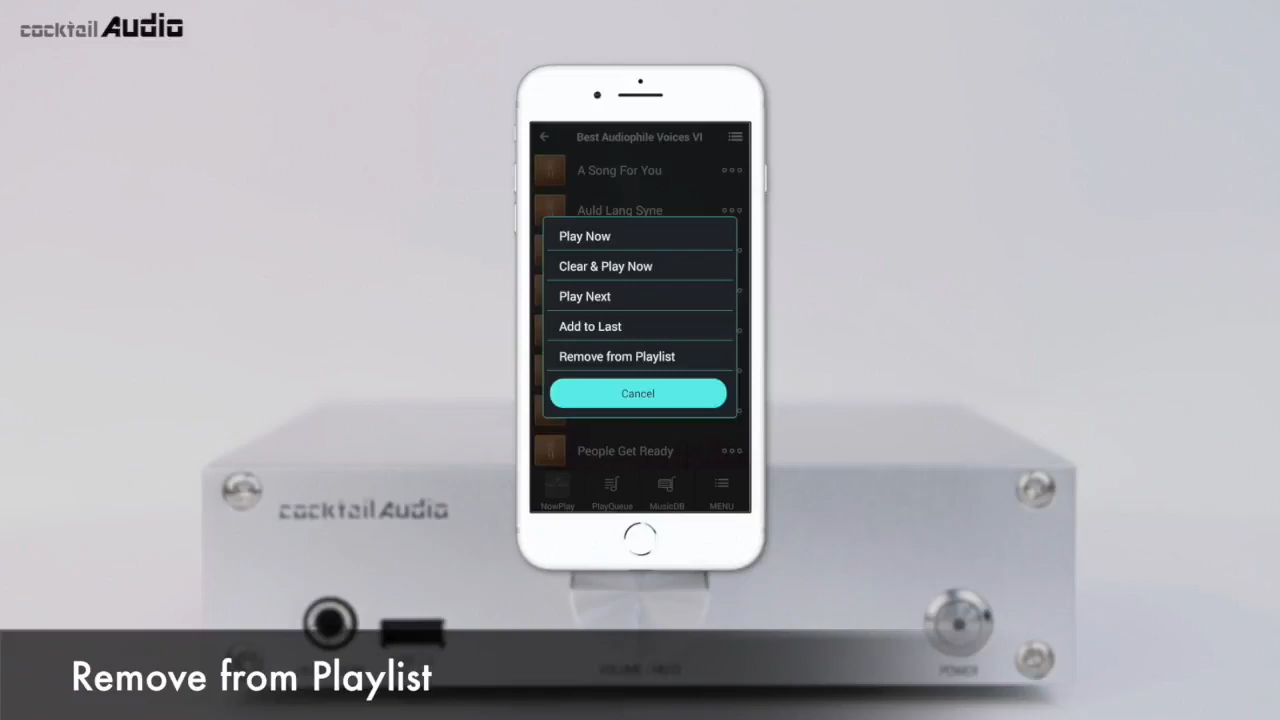 cocktail Audio
Best Audiophile Voices VI
A Song For You
Auld Lang Syne
Play Now
Clear & Play Now
Play Next
Add to Last
Remove from Playlist
Cancel
People Get Ready
NowPlay PlayQueue MusicDB MENU
cocktail Audio
POWER
Remove from Playlist